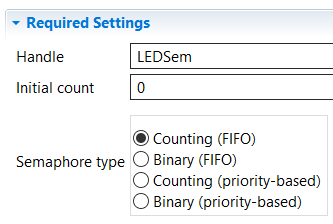 Required Settings
Handle LEDSem
Initial count 0
Semaphore type
Counting (FIFO)
Binary (FIFO)
Counting (priority-based)
Binary (priority-based)